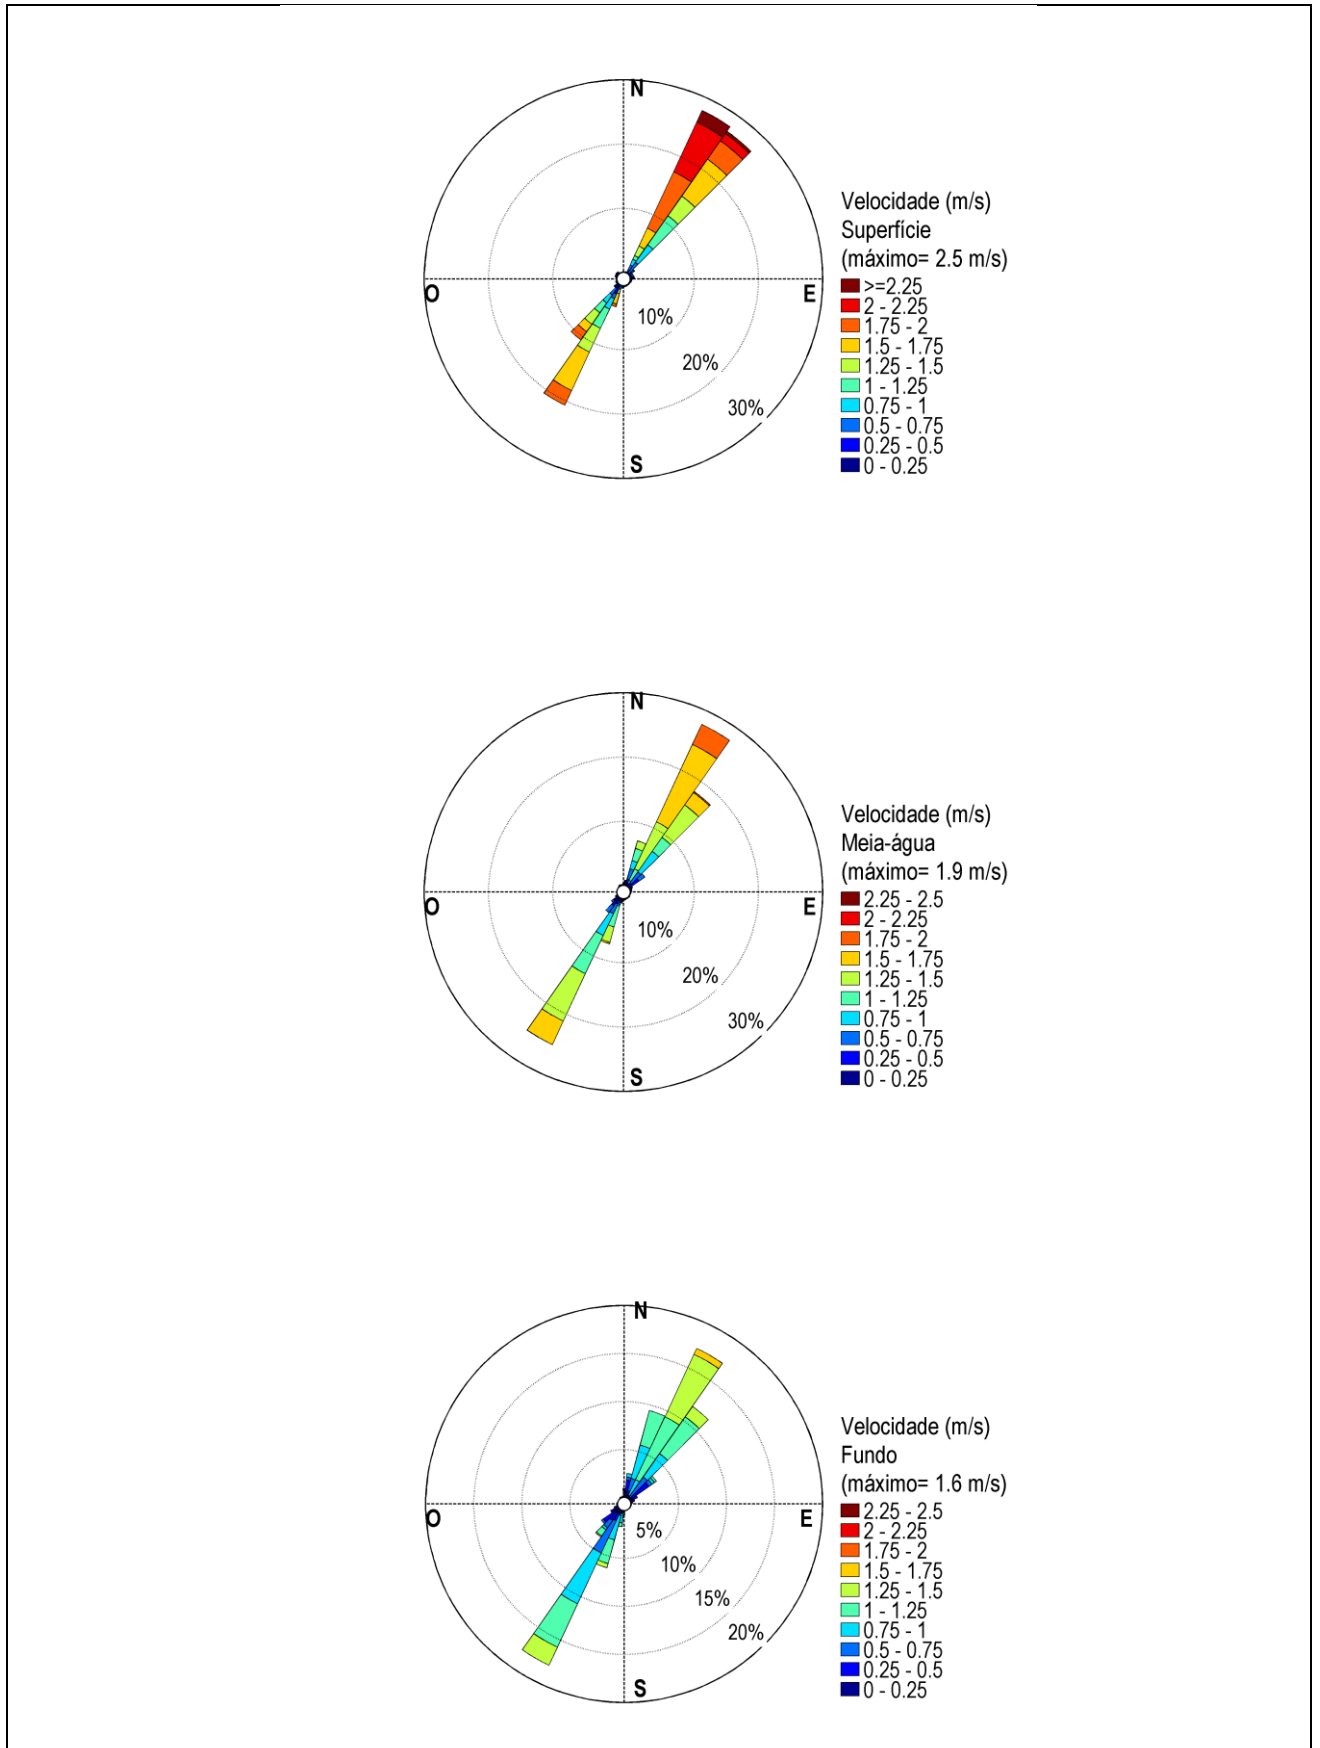 N
O
E
S
10%
20%
30%
Velocidade (m/s)
Superfície
(máximo= 2.5 m/s)
>=2.25
2 - 2.25
1.75 - 2
1.5 - 1.75
1.25 - 1.5
1 - 1.25
0.75 - 1
0.5 - 0.75
0.25 - 0.5
0 - 0.25
N
O
E
S
10%
20%
30%
Velocidade (m/s)
Meia-água
(máximo= 1.9 m/s)
2.25 - 2.5
2 - 2.25
1.75 - 2
1.5 - 1.75
1.25 - 1.5
1 - 1.25
0.75 - 1
0.5 - 0.75
0.25 - 0.5
0 - 0.25
N
O
E
S
5%
10%
15%
20%
Velocidade (m/s)
Fundo
(máximo= 1.6 m/s)
2.25 - 2.5
2 - 2.25
1.75 - 2
1.5 - 1.75
1.25 - 1.5
1 - 1.25
0.75 - 1
0.5 - 0.75
0.25 - 0.5
0 - 0.25